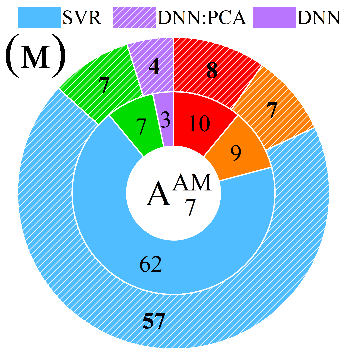 SVR DNN:PCA DNN
(M)
7 4 8 7
7 3 10 9
A AM 7
62
57